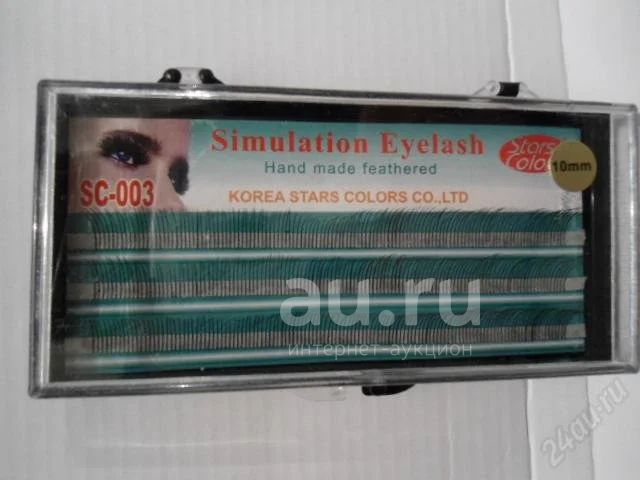 Simulation Eyelash
Hand made feathered
Stars
Color
10mm
SC-003
KOREA STARS COLORS CO.,LTD
au.ru
интернет-аукцион
24au.ru